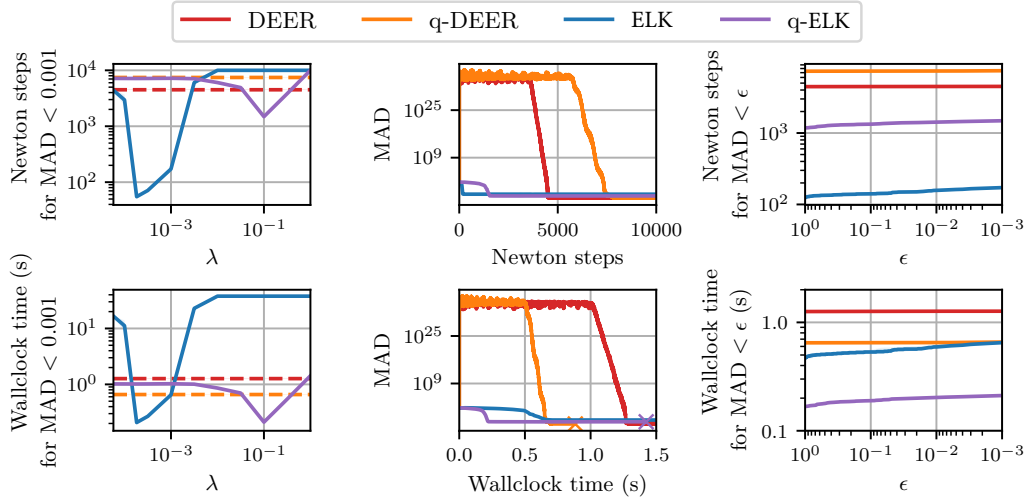 DEER q-DEER ELK q-ELK
Newton steps
for MAD < 0.001
10^4
10^3
10^2
10^-3 10^-1
λ
MAD
10^25
10^9
0 5000 10000
Newton steps
Newton steps
for MAD < ϵ
10^3
10^2
10^0 10^-1 10^-2 10^-3
ϵ
Wallclock time (s)
for MAD < 0.001
10^1
10^0
10^-3 10^-1
λ
MAD
10^25
10^9
0.0 0.5 1.0 1.5
Wallclock time (s)
Wallclock time
for MAD < ϵ (s)
1.0
0.1
10^0 10^-1 10^-2 10^-3
ϵ